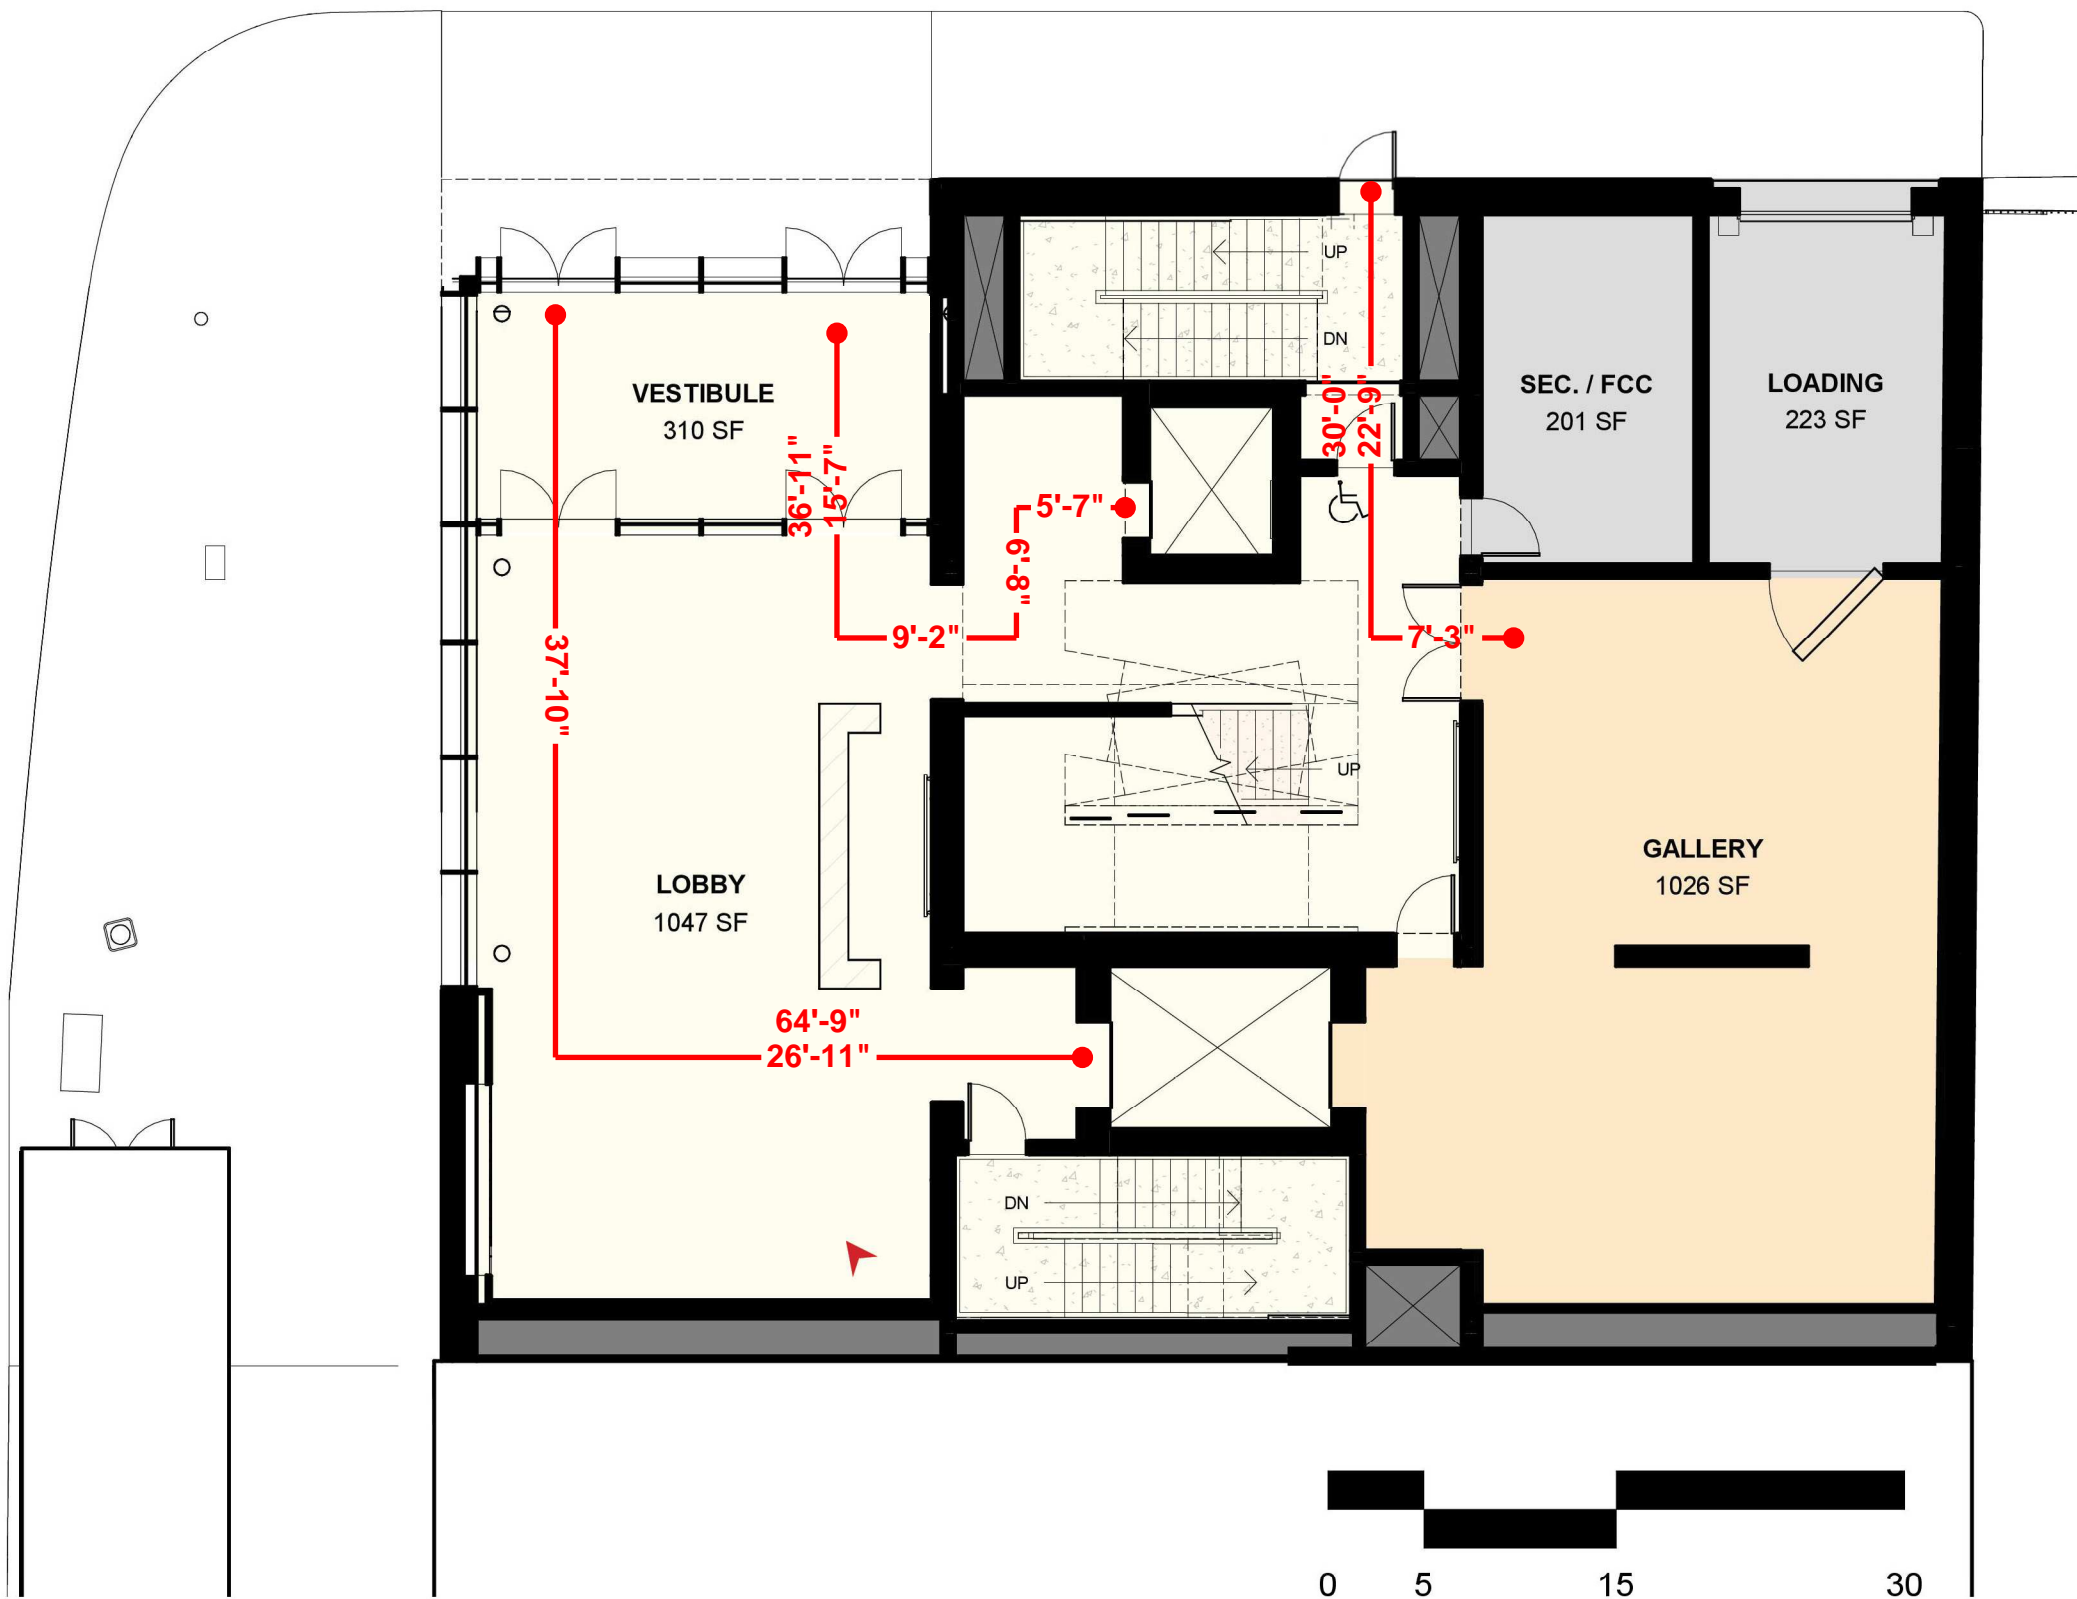 UP
DN
VESTIBULE
310 SF
SEC. / FCC
201 SF
LOADING
223 SF
30'-0"
22'-9"
36'-11"
15'-7"
5'-7"
6'-8"
9'-2"
7'-3"
37'-10"
UP
GALLERY
1026 SF
LOBBY
1047 SF
64'-9"
26'-11"
DN
UP
0 5 15 30